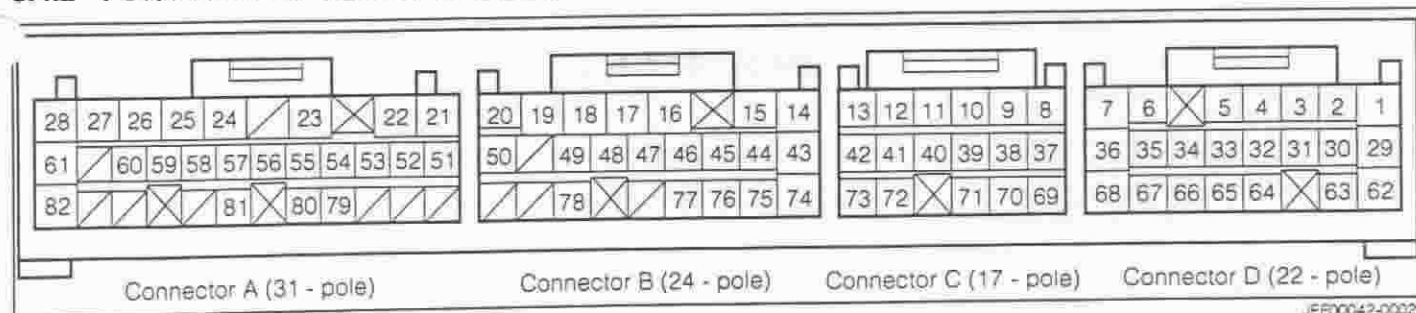 28 27 26 25 24 23 22 21 20 19 18 17 16 15 14 13 12 11 10 9 8 7 6 5 4 3 2 1
61 60 59 58 57 56 55 54 53 52 51 50 49 48 47 46 45 44 43 42 41 40 39 38 37 36 35 34 33 32 31 30 29
82 81 80 79 78 77 76 75 74 73 72 71 70 69 68 67 66 65 64 63 62
Connector A (31 - pole) Connector B (24 - pole) Connector C (17 - pole) Connector D (22 - pole)